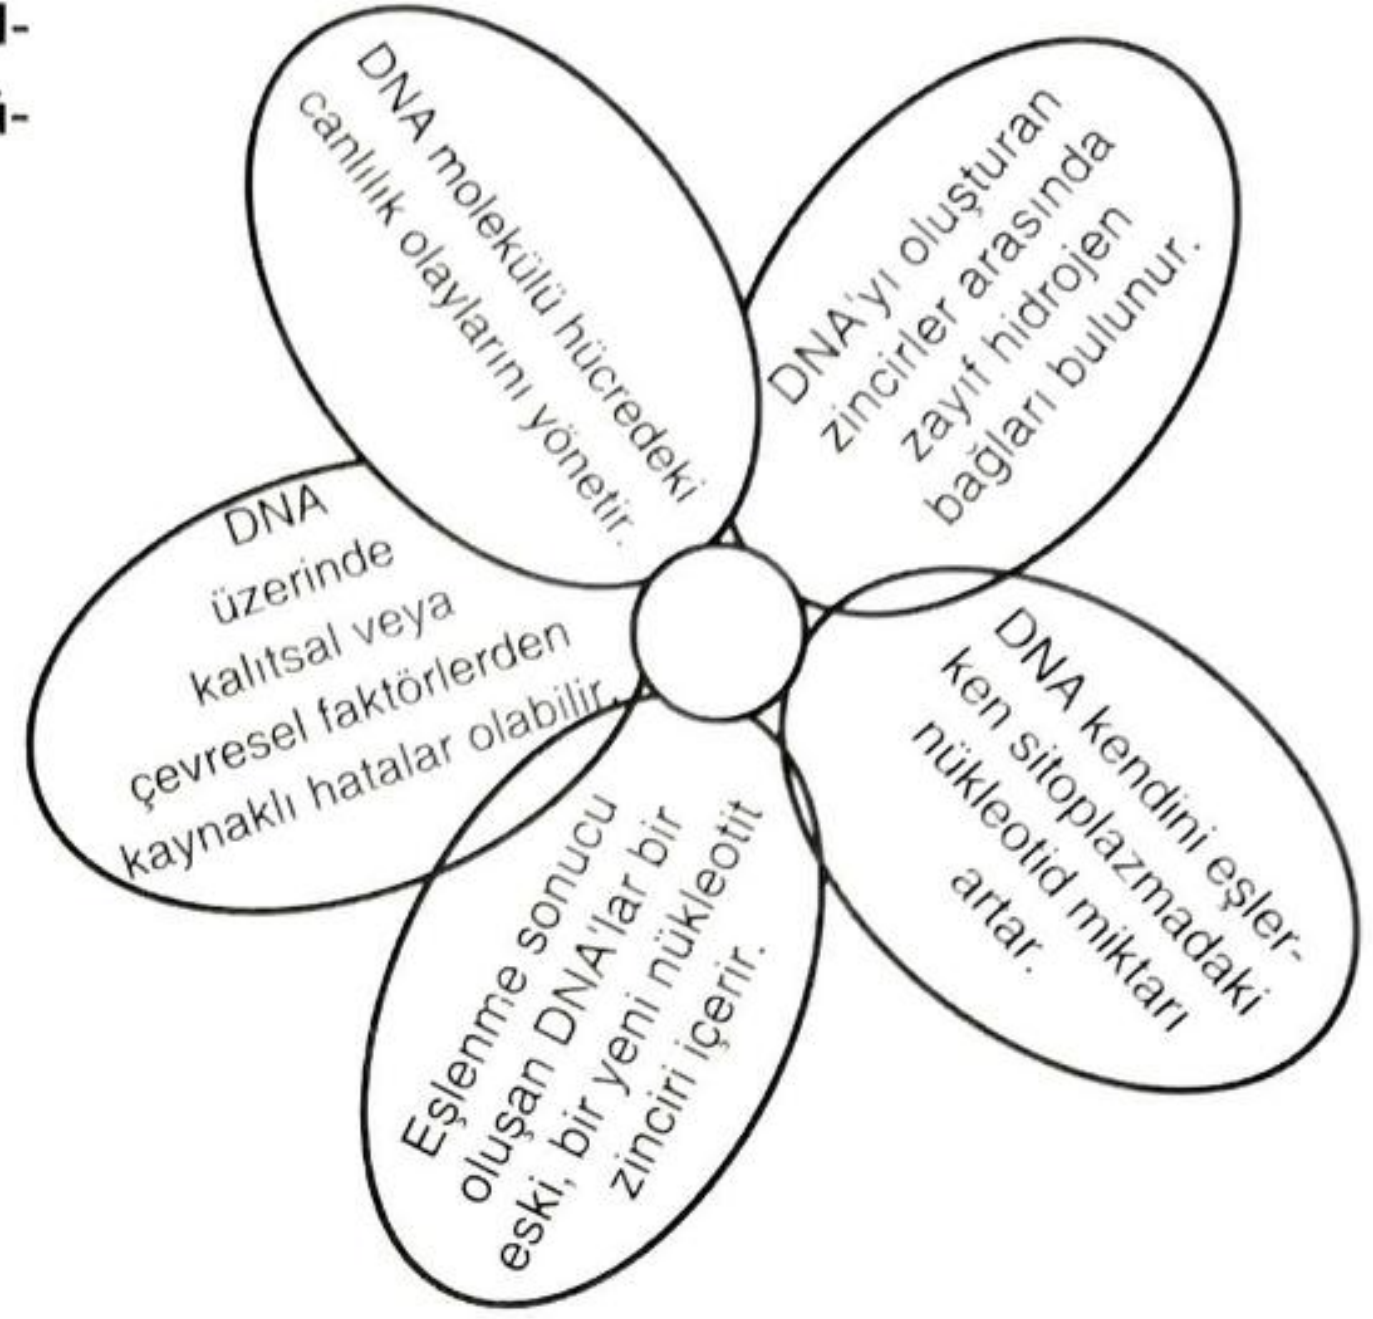 DNA molekülü hücredeki
canlılık olaylarını yönetir.
DNA'yı oluşturan
zincirler arasında
zayıf hidrojen
bağları bulunur.
DNA
üzerinde
kalıtsal veya
çevresel faktörlerden
kaynaklı hatalar olabilir.
DNA kendini eşler-
ken sitoplazmadaki
nükleotid miktarı
artar.
Eşlenme sonucu
oluşan DNA'lar bir
eski, bir yeni nükleotit
zinciri içerir.